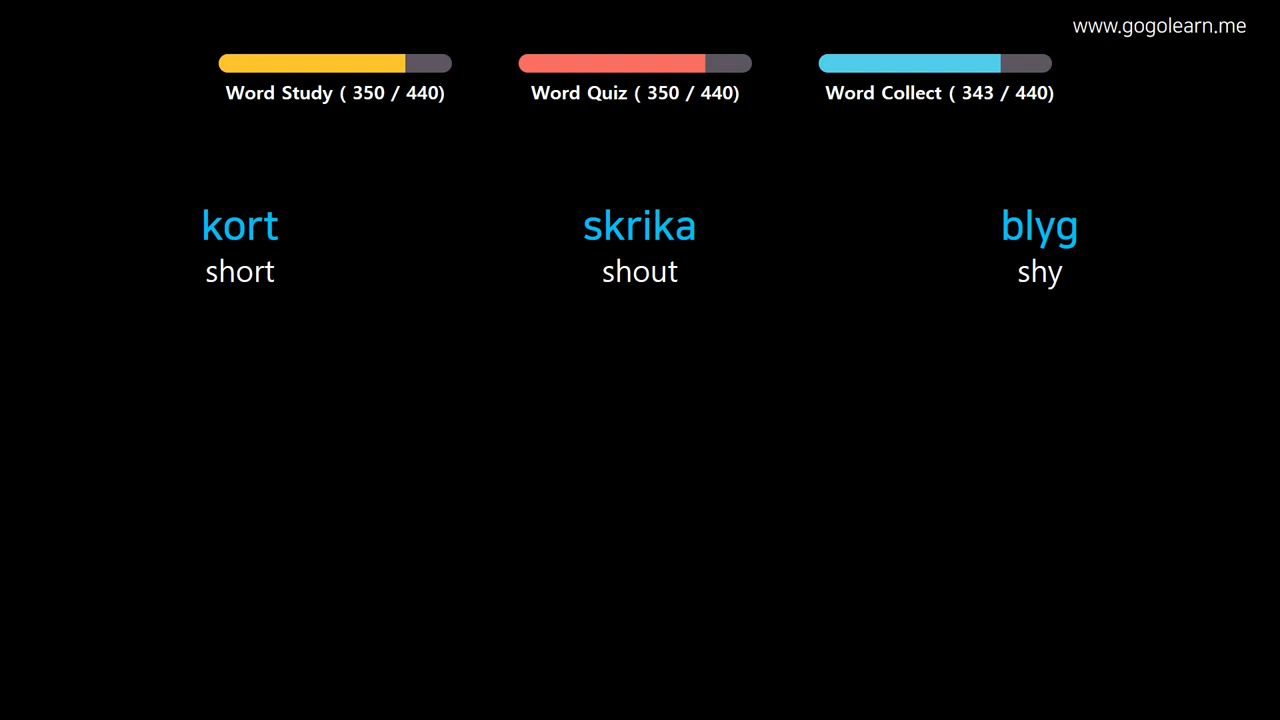 www.gogolearn.me
Word Study ( 350 / 440)
Word Quiz ( 350 / 440)
Word Collect ( 343 / 440)
kort
short
skrika
shout
blyg
shy